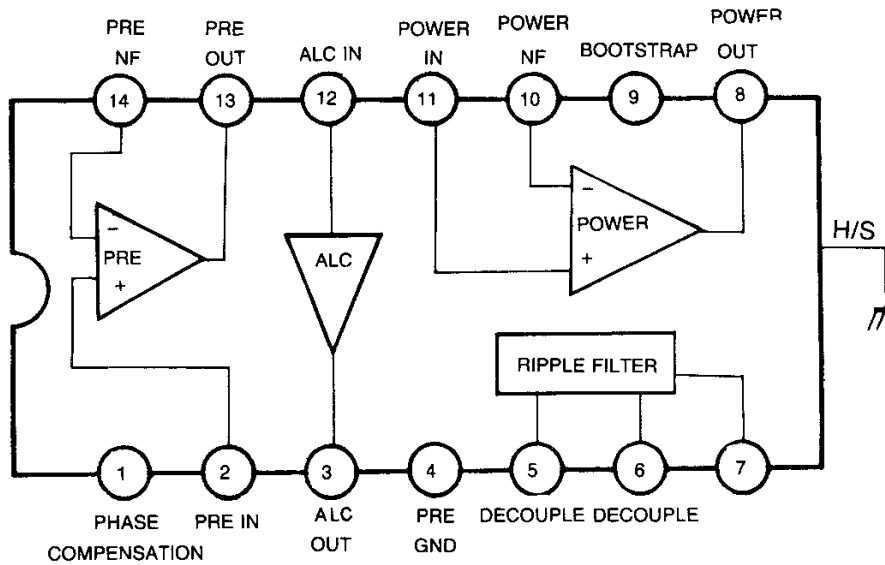 PRE
NF
PRE
OUT
ALC IN
POWER
IN
POWER
NF
BOOTSTRAP
POWER
OUT
14
13
12
11
10
9
8
−
PRE
+
ALC
−
POWER
+
H/S
RIPPLE FILTER
1
2
3
4
5
6
7
PHASE
COMPENSATION
PRE IN
ALC
OUT
PRE
GND
DECOUPLE
DECOUPLE